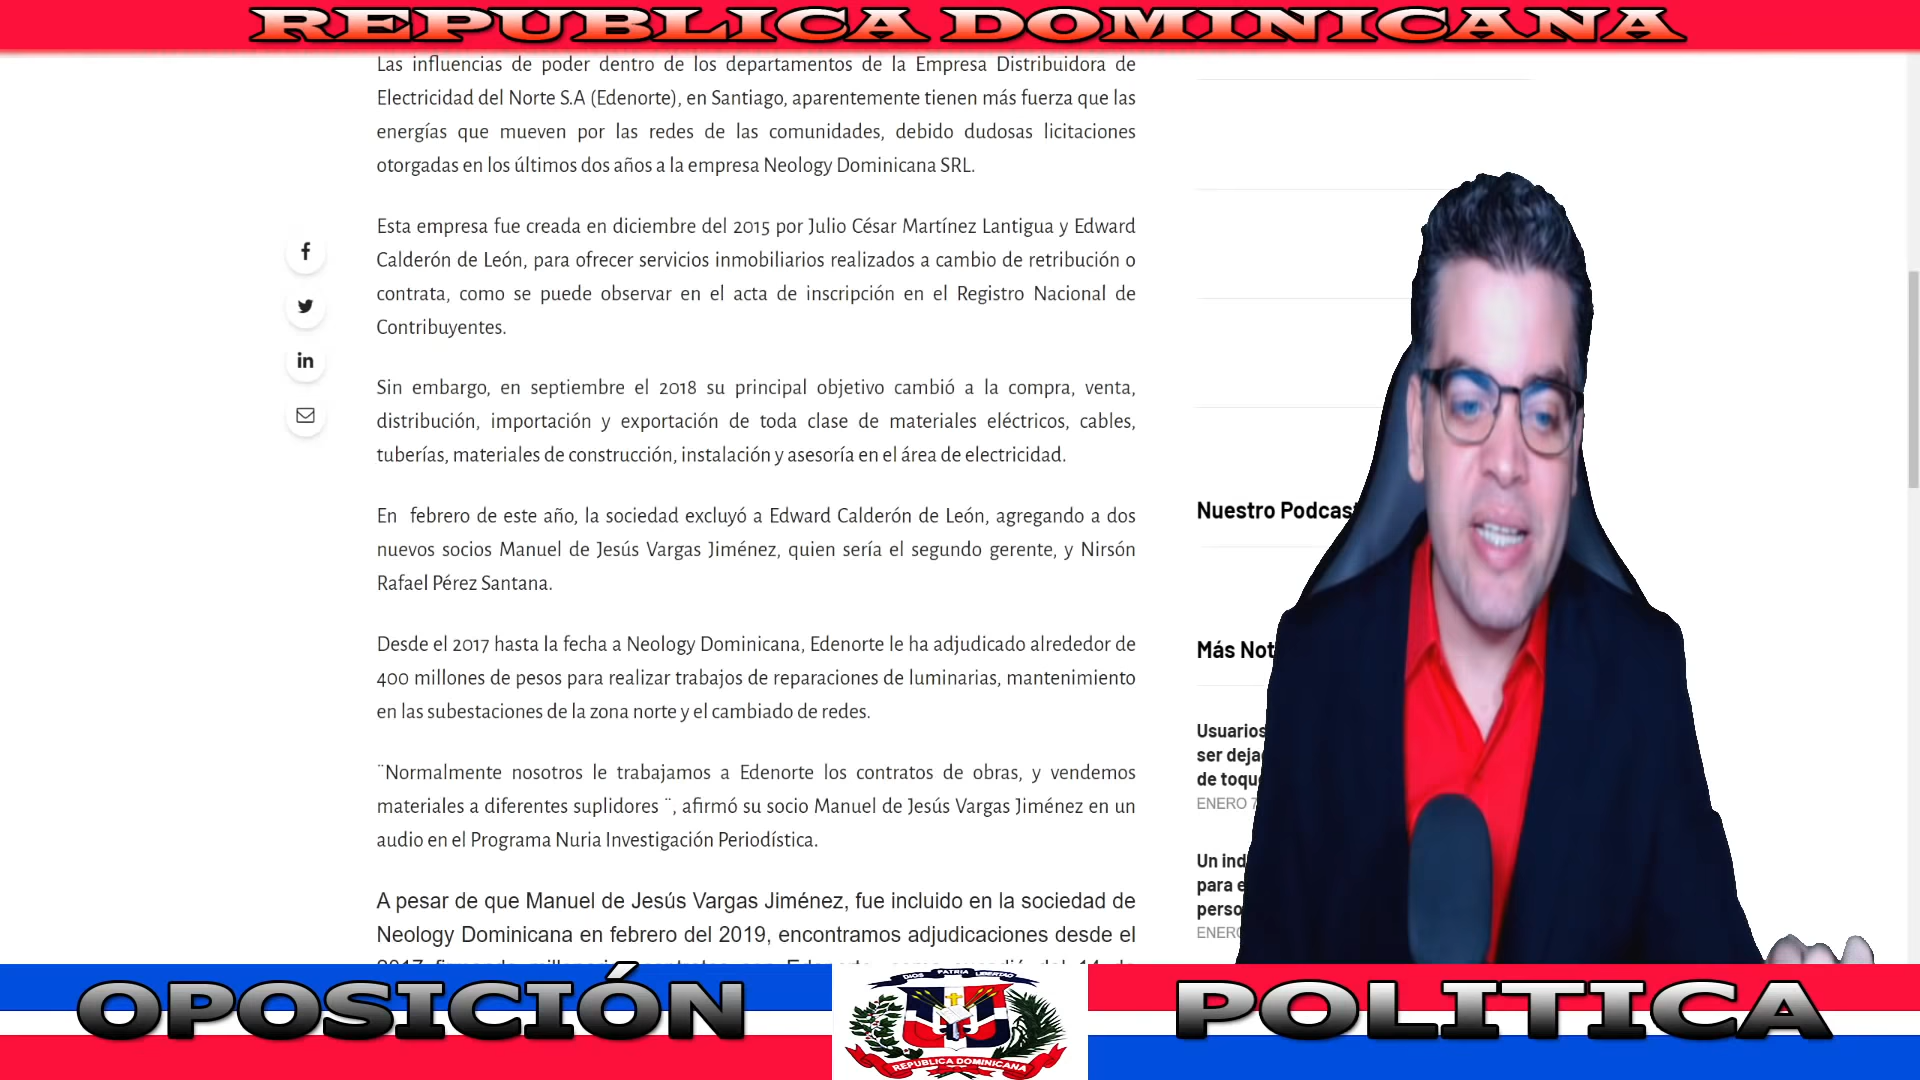 REPUBLICA DOMINICANA
Las influencias de poder dentro de los departamentos de la Empresa Distribuidora de
Electricidad del Norte S.A (Edenorte), en Santiago, aparentemente tienen más fuerza que las
energías que mueven por las redes de las comunidades, debido dudosas licitaciones
otorgadas en los últimos dos años a la empresa Neology Dominicana SRL.
Esta empresa fue creada en diciembre del 2015 por Julio César Martínez Lantigua y Edward
Calderón de León, para ofrecer servicios inmobiliarios realizados a cambio de retribución o
contrata, como se puede observar en el acta de inscripción en el Registro Nacional de
Contribuyentes.
Sin embargo, en septiembre el 2018 su principal objetivo cambió a la compra, venta,
distribución, importación y exportación de toda clase de materiales eléctricos, cables,
tuberías, materiales de construcción, instalación y asesoría en el área de electricidad.
En febrero de este año, la sociedad excluyó a Edward Calderón de León, agregando a dos
nuevos socios Manuel de Jesús Vargas Jiménez, quien sería el segundo gerente, y Nirsón
Rafael Pérez Santana.
Desde el 2017 hasta la fecha a Neology Dominicana, Edenorte le ha adjudicado alrededor de
400 millones de pesos para realizar trabajos de reparaciones de luminarias, mantenimiento
en las subestaciones de la zona norte y el cambiado de redes.
¨Normalmente nosotros le trabajamos a Edenorte los contratos de obras, y vendemos
materiales a diferentes suplidores ¨, afirmó su socio Manuel de Jesús Vargas Jiménez en un
audio en el Programa Nuria Investigación Periodística.
A pesar de que Manuel de Jesús Vargas Jiménez, fue incluido en la sociedad de
Neology Dominicana en febrero del 2019, encontramos adjudicaciones desde el
Nuestro Podcas
Más Not
Usuarios
ser deja
de toqu
ENERO 7
Un ind
para e
perso
ENERO
OPOSICIÓN
DIOS PATRIA LIBERTAD
REPUBLICA DOMINICANA
POLITICA